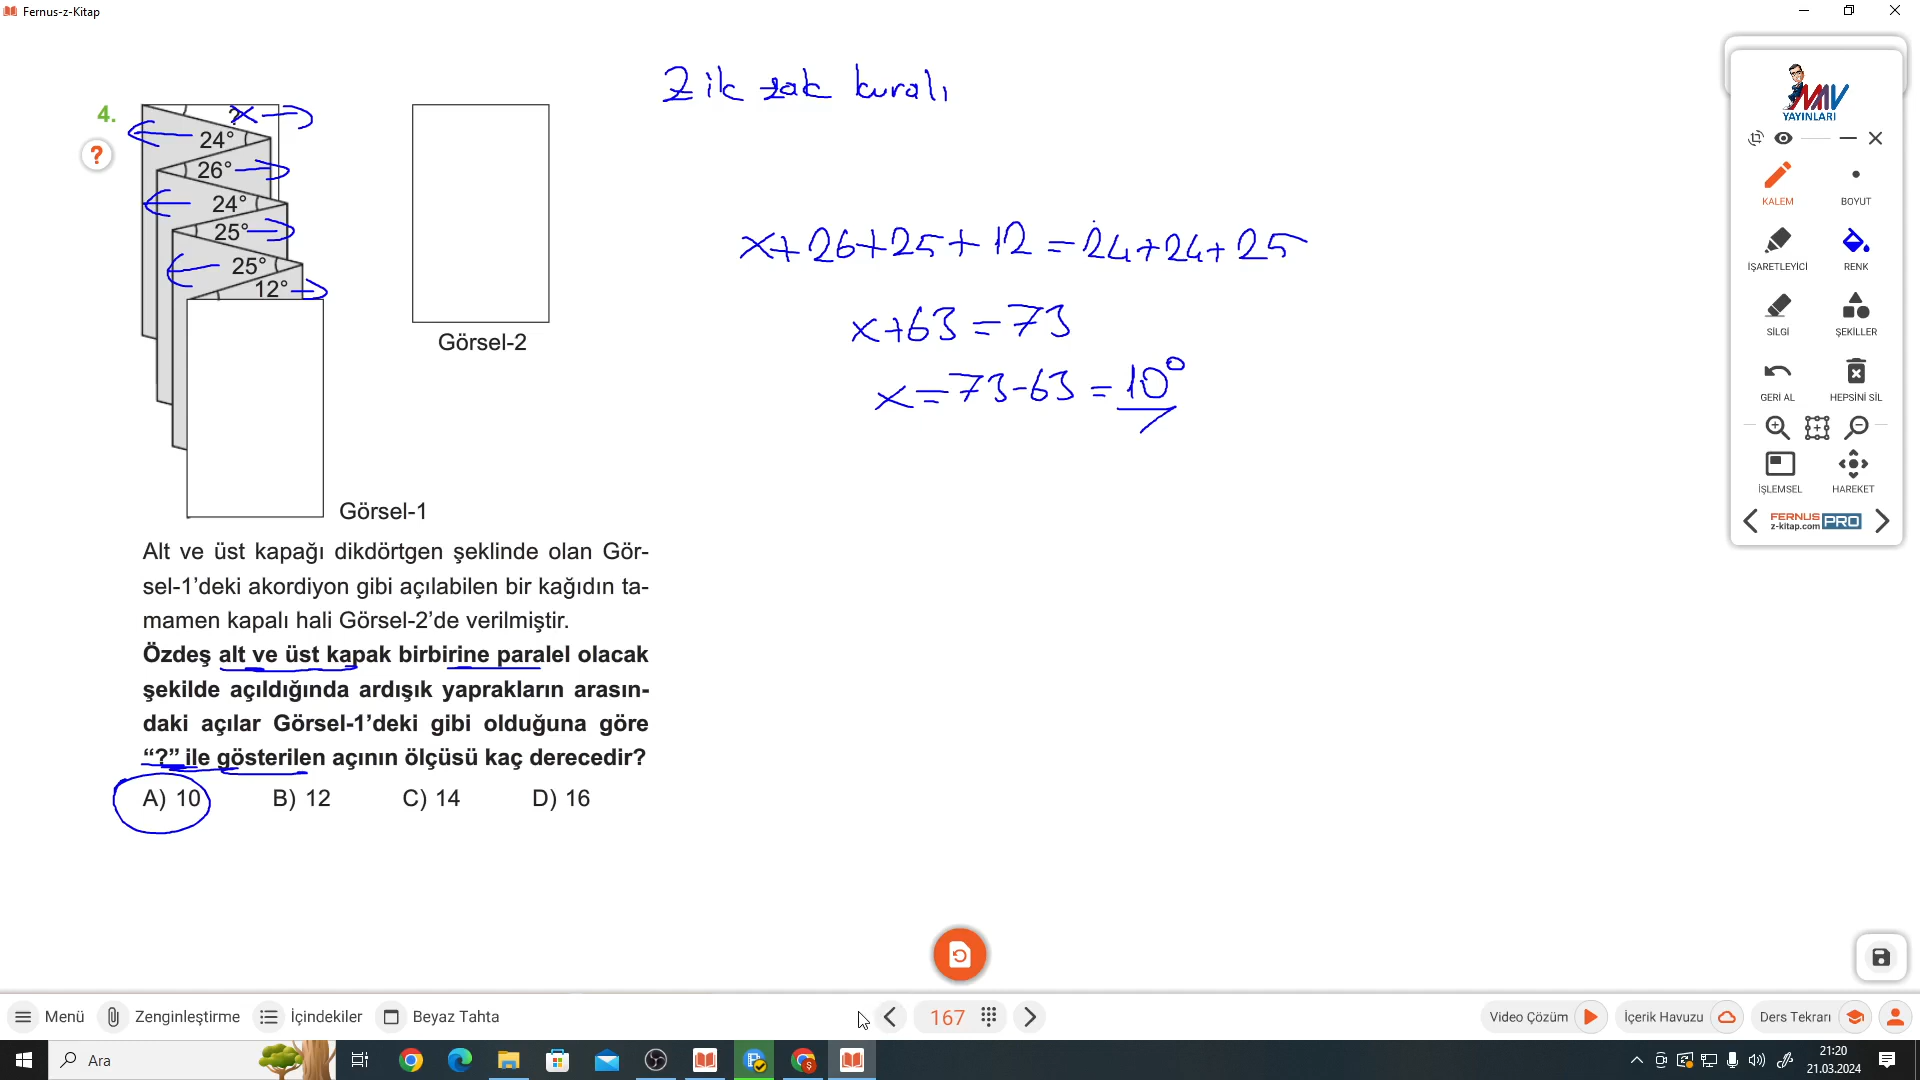 Fernus-z-Kitap
Zik zak kuralı
4.
?
x
24°
26°
24°
25°
25°
12°
Görsel-1
Görsel-2
x+26+25+12=24+24+25
x+63=73
x=73-63=10°
Alt ve üst kapağı dikdörtgen şeklinde olan Gör-
sel-1’deki akordiyon gibi açılabilen bir kağıdın ta-
mamen kapalı hali Görsel-2’de verilmiştir.
Özdeş alt ve üst kapak birbirine paralel olacak
şekilde açıldığında ardışık yaprakların arasın-
daki açılar Görsel-1’deki gibi olduğuna göre
“?” ile gösterilen açının ölçüsü kaç derecedir?
A) 10 B) 12 C) 14 D) 16
MMV
YAYINLARI
KALEM BOYUT
İŞARETLEYİCİ RENK
SİLGİ ŞEKİLLER
GERİ AL HEPSİNİ SİL
İŞLEMSEL HAREKET
FERNUS
z-kitap.com PRO
Menü Zenginleştirme İçindekiler Beyaz Tahta 167 Video Çözüm İçerik Havuzu Ders Tekrarı
Ara
21:20
21.03.2024